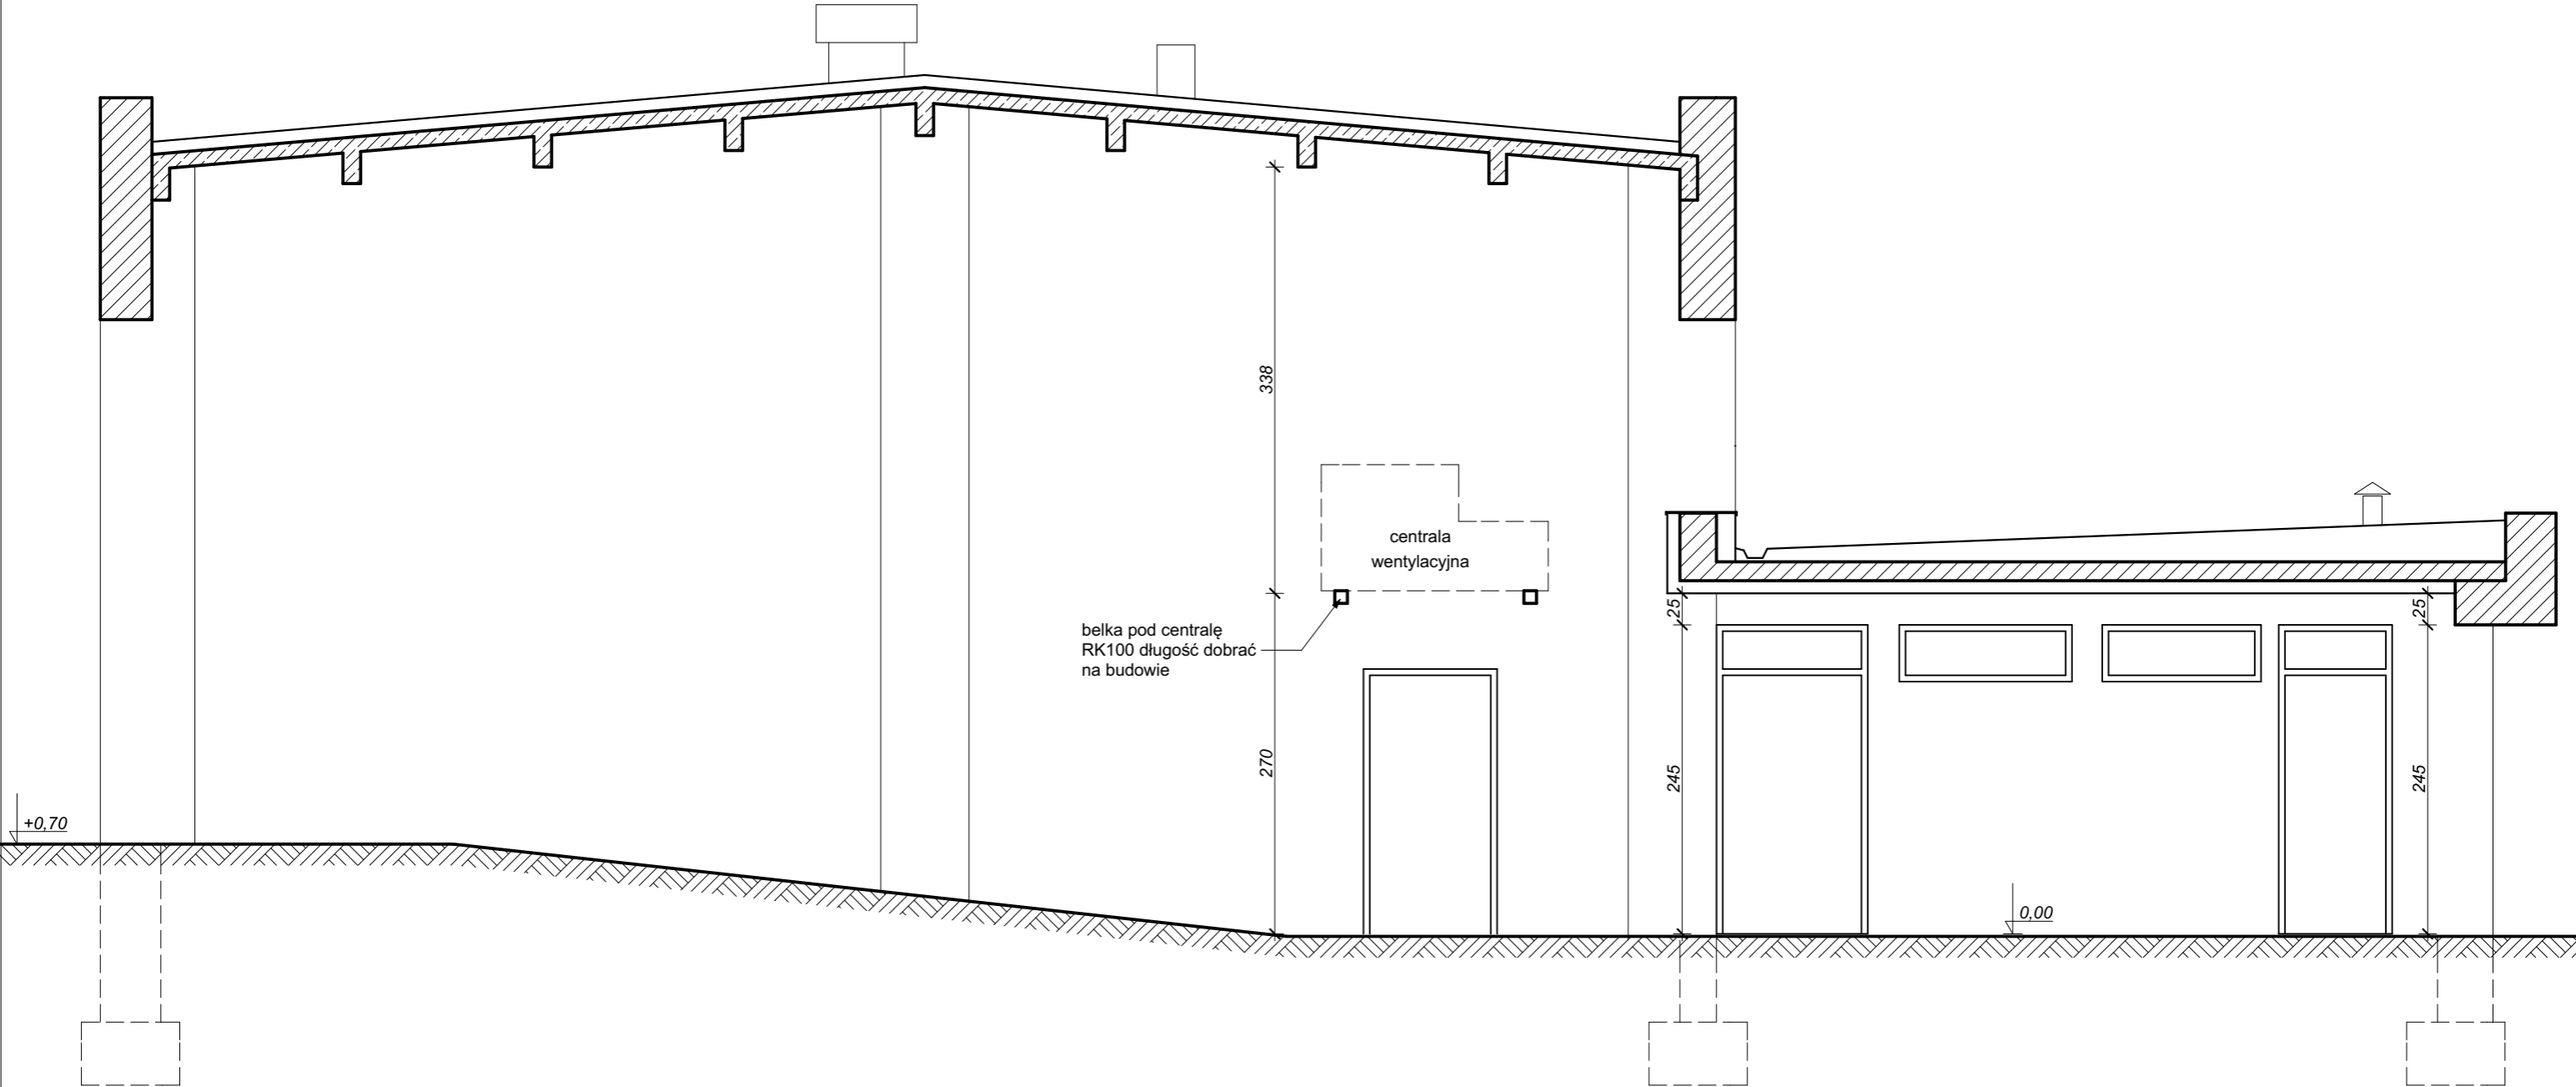 338
centrala
wentylacyjna
belka pod centralę
RK100 długość dobrać
na budowie
25
25
270
245
245
+0,70
0,00